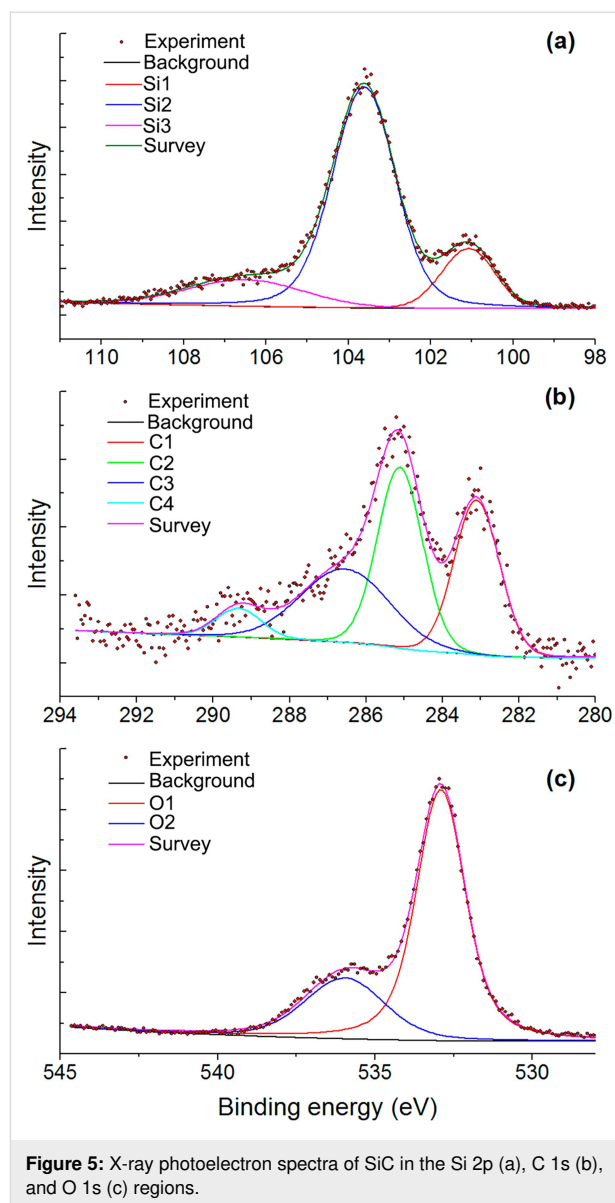 (a)
Experiment
Background
Si1
Si2
Si3
Survey
Intensity
110 108 106 104 102 100 98
(b)
Experiment
Background
C1
C2
C3
C4
Survey
Intensity
294 292 290 288 286 284 282 280
(c)
Experiment
Background
O1
O2
Survey
Intensity
545 540 535 530
Binding energy (eV)
Figure 5: X-ray photoelectron spectra of SiC in the Si 2p (a), C 1s (b),
and O 1s (c) regions.